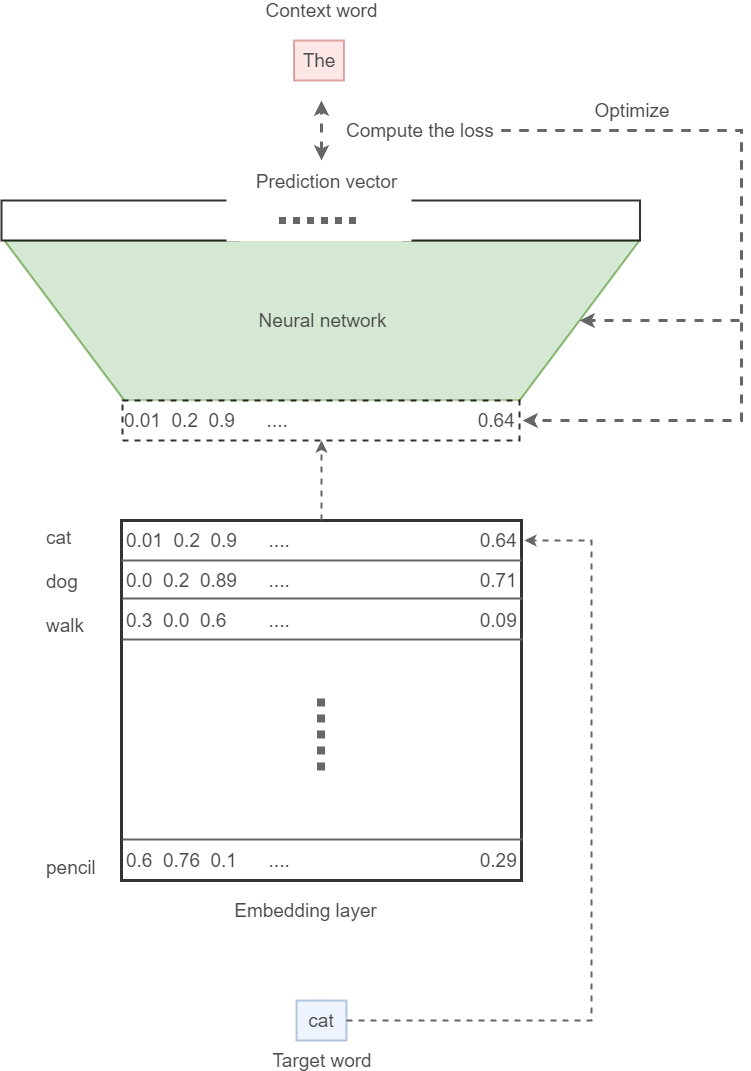 Context word
The
Compute the loss
Optimize
Prediction vector
Neural network
0.01 0.2 0.9 .... 0.64
cat 0.01 0.2 0.9 .... 0.64
dog 0.0 0.2 0.89 .... 0.71
walk 0.3 0.0 0.6 .... 0.09
pencil 0.6 0.76 0.1 .... 0.29
Embedding layer
cat
Target word